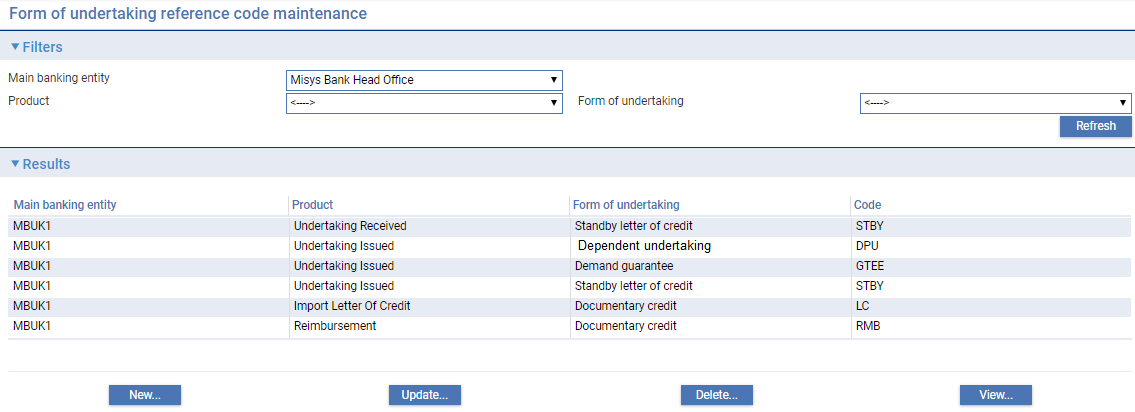 Form of undertaking reference code maintenance
Filters
Main banking entity Misys Bank Head Office
Product <----> Form of undertaking <---->
Refresh
Results
Main banking entity Product Form of undertaking Code
MBUK1 Undertaking Received Standby letter of credit STBY
MBUK1 Undertaking Issued Dependent undertaking DPU
MBUK1 Undertaking Issued Demand guarantee GTEE
MBUK1 Undertaking Issued Standby letter of credit STBY
MBUK1 Import Letter Of Credit Documentary credit LC
MBUK1 Reimbursement Documentary credit RMB
New... Update... Delete... View...